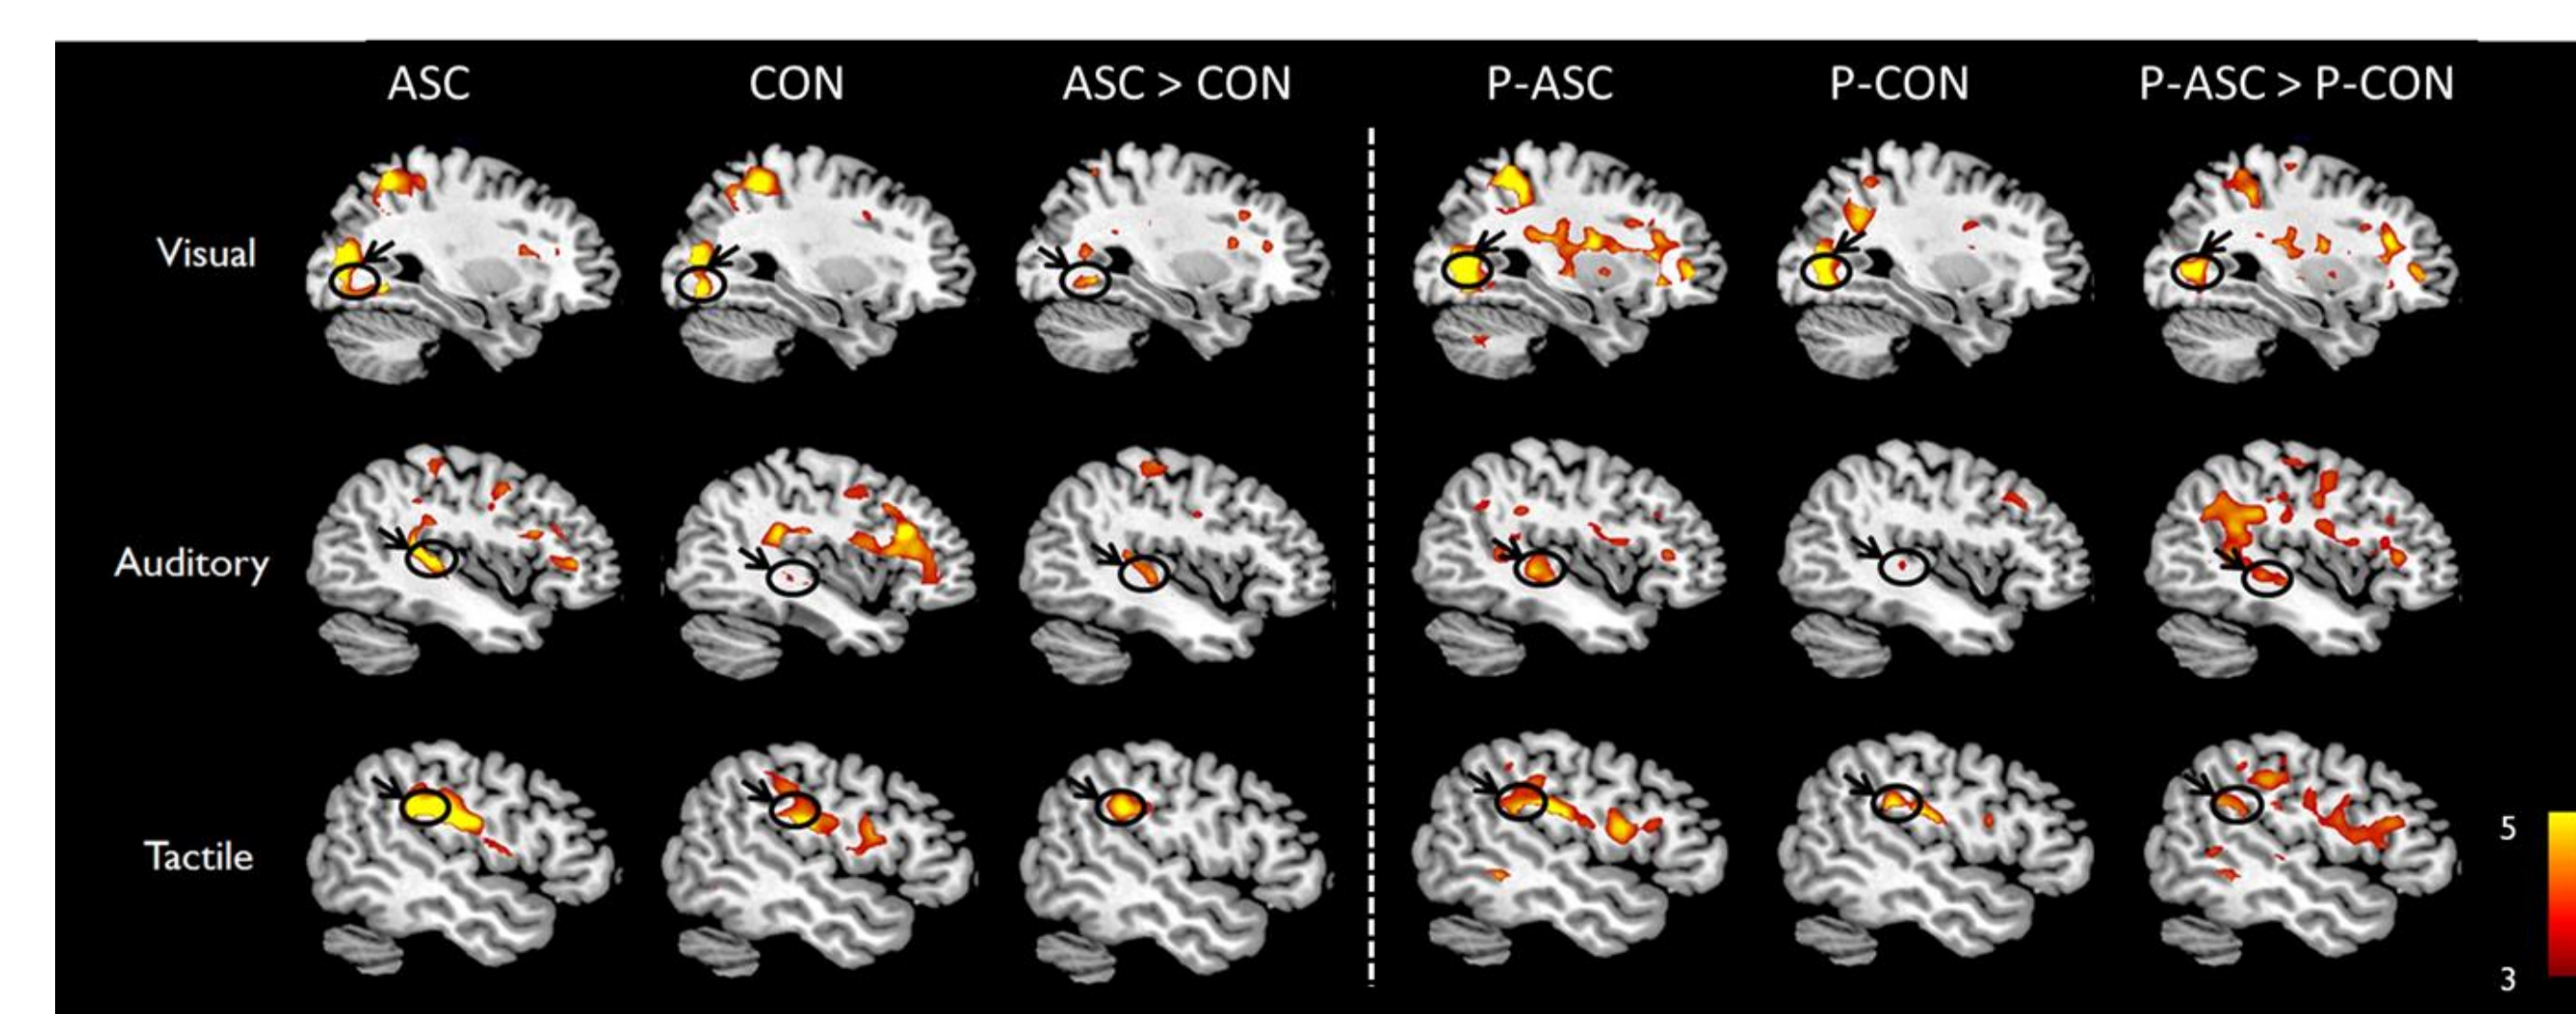 ASC CON ASC > CON P-ASC P-CON P-ASC > P-CON
Visual
Auditory
Tactile
5
3